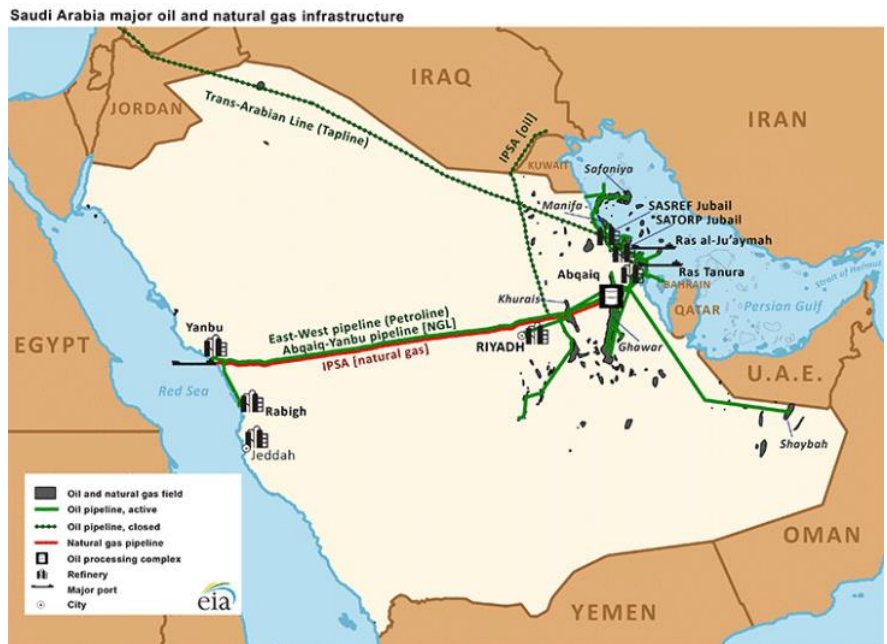 Saudi Arabia major oil and natural gas infrastructure
IRAQ
IRAN
JORDAN
Trans-Arabian Line (Tapline)
IPSA [oil]
KUWAIT
Safaniya
Manifa
SASREF Jubail
SATORP Jubail
Ras al-Ju'aymah
Abqaiq
Ras Tanura
BAHRAIN
Strait of Hormuz
Khurais
QATAR
Persian Gulf
Yanbu
East-West pipeline (Petroline)
Abqaiq-Yanbu pipeline [NGL]
IPSA [natural gas]
RIYADH
Ghawar
EGYPT
U.A.E.
Red Sea
Rabigh
Shaybah
Jeddah
Oil and natural gas field
Oil pipeline, active
Oil pipeline, closed
Natural gas pipeline
Oil processing complex
Refinery
Major port
City
eia
OMAN
YEMEN